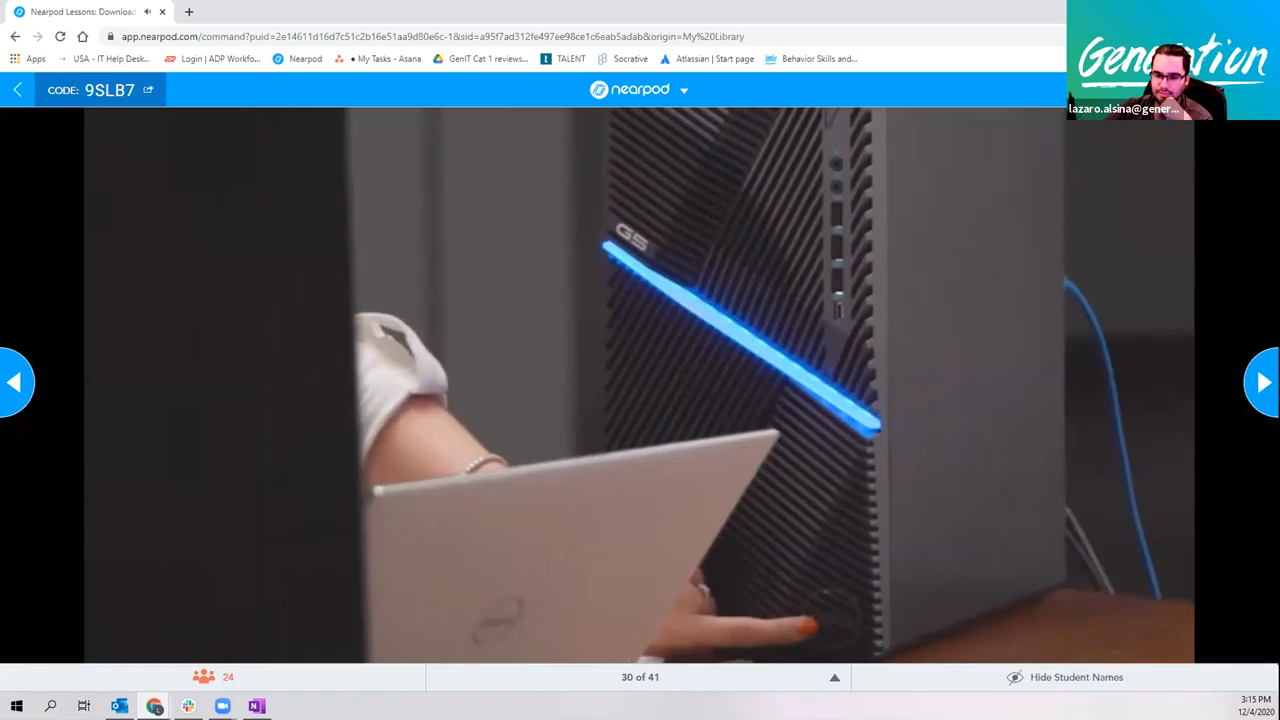 Nearpod Lessons: Download
app.nearpod.com/command?puid=2e14611d16d7c51c2b16e51aa9d80e6c-1&sid=a95f7ad312fe497ee98ce1c6eab5adab&origin=My%20Library
Apps
USA - IT Help Desk...
Login | ADP Workfo...
Nearpod
My Tasks - Asana
GenIT Cat 1 reviews...
TALENT
Socrative
Atlassian | Start page
Behavior Skills and...
Generation
lazaro.alsina@gener...
CODE: 9SLB7
nearpod
G5
24
30 of 41
Hide Student Names
3:15 PM
12/4/2020